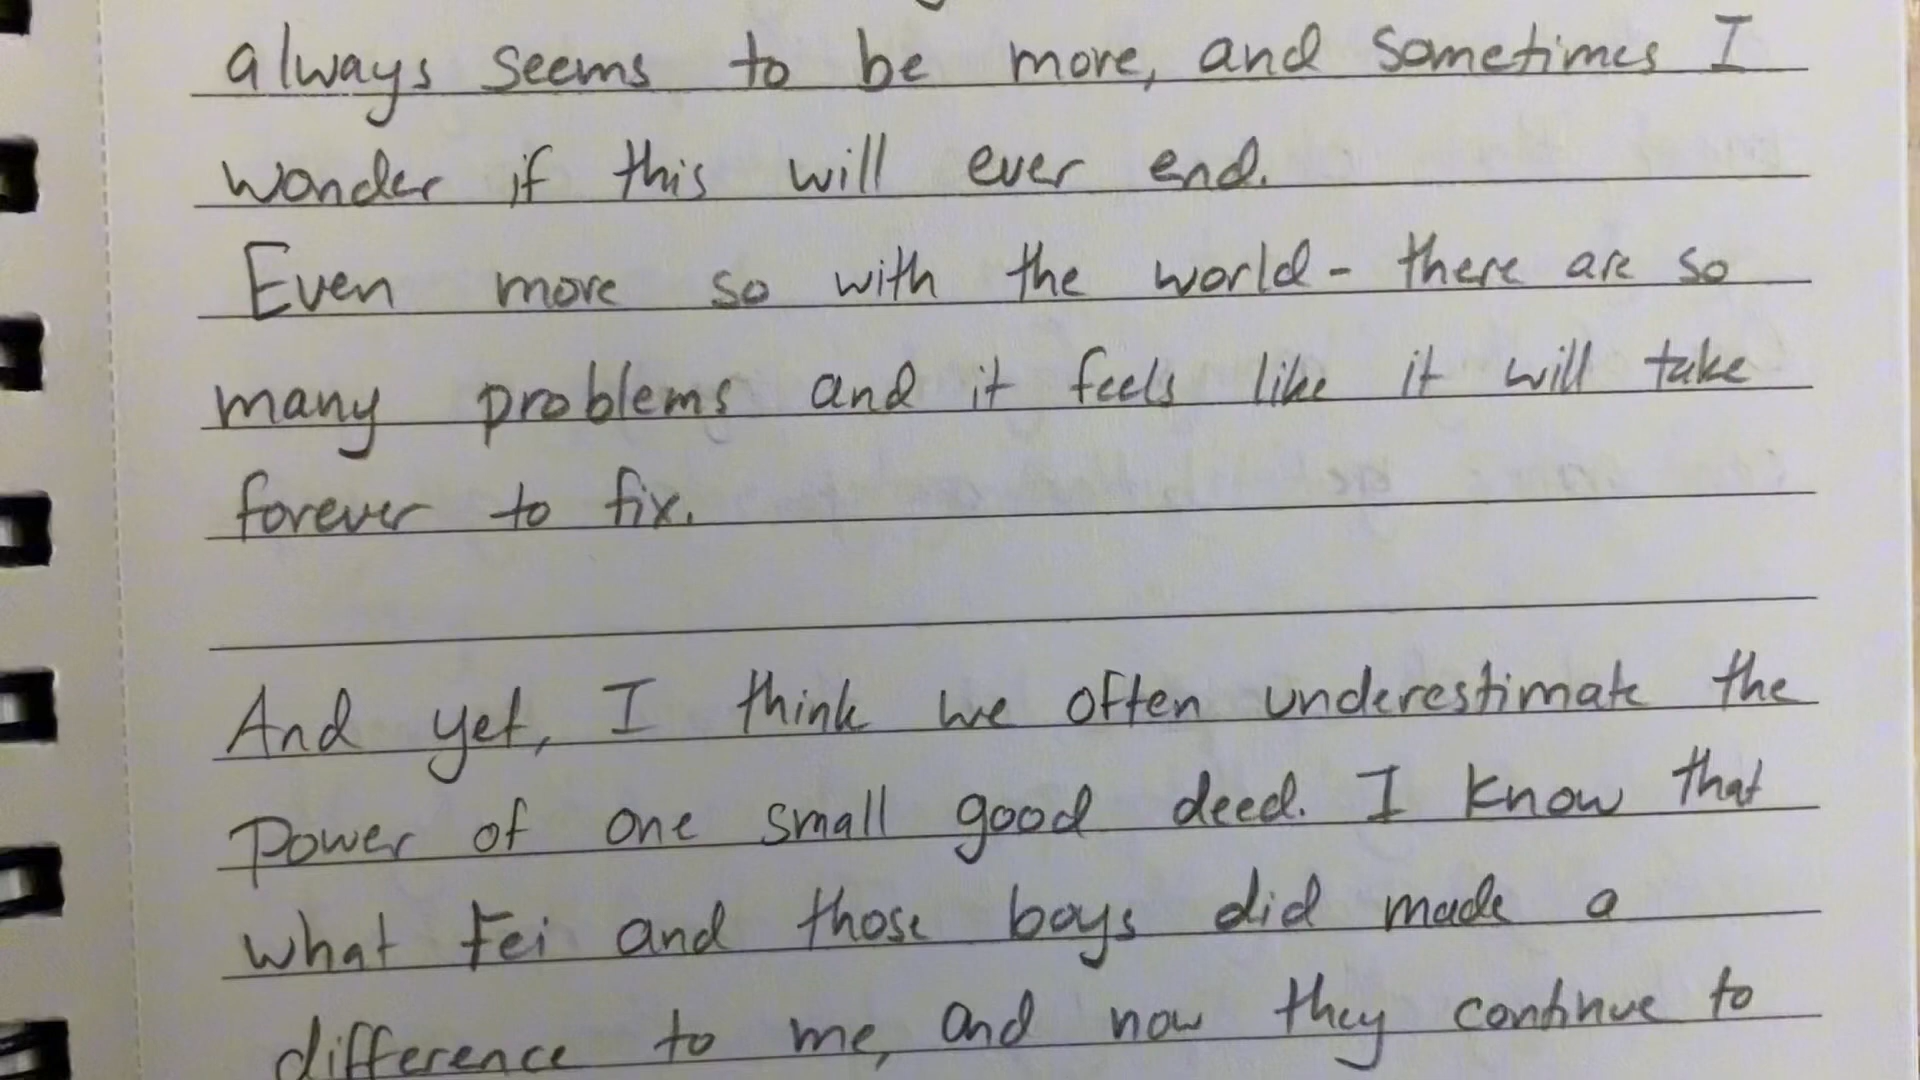 always seems to be more, and sometimes I
wonder if this will ever end.
Even more so with the world - there are so
many problems and it feels like it will take
forever to fix.
And yet, I think we often underestimate the
power of one small good deed. I know that
what Fei and those boys did made a
difference to me, and now they continue to